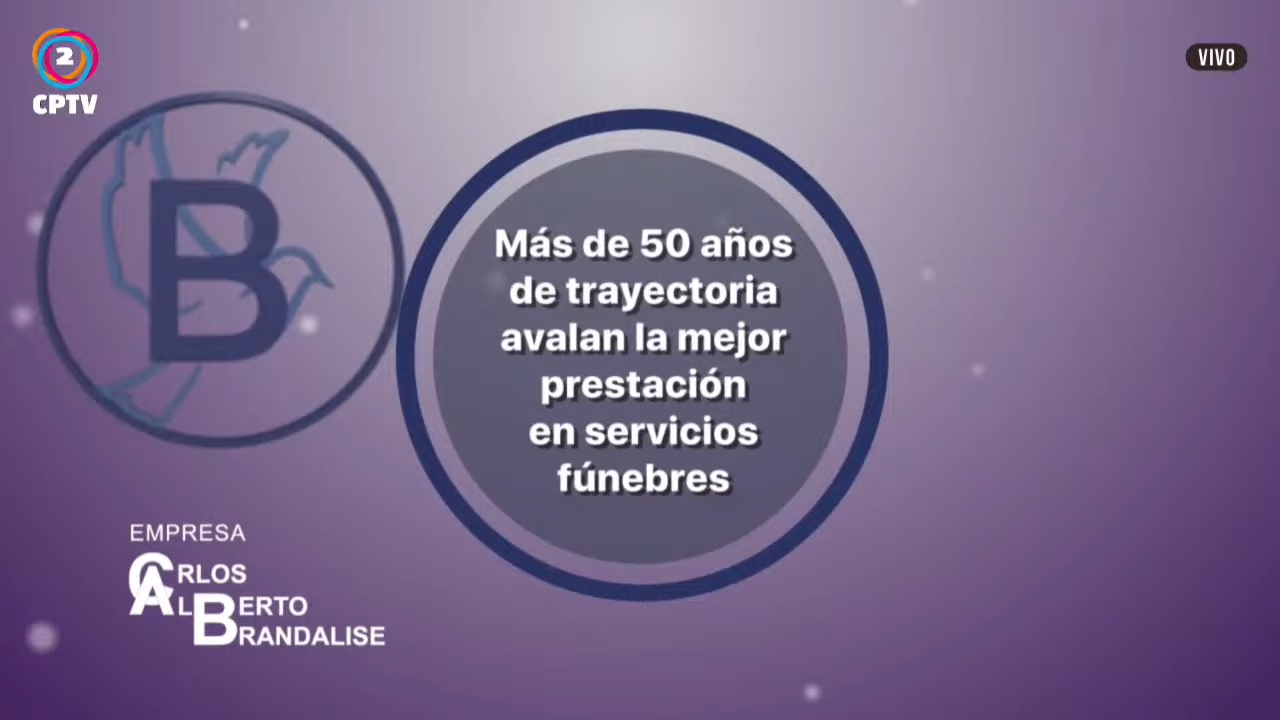 2
CPTV
VIVO
B
Más de 50 años
de trayectoria
avalan la mejor
prestación
en servicios
fúnebres
EMPRESA
CARLOS
ALBERTO
BRANDALISE